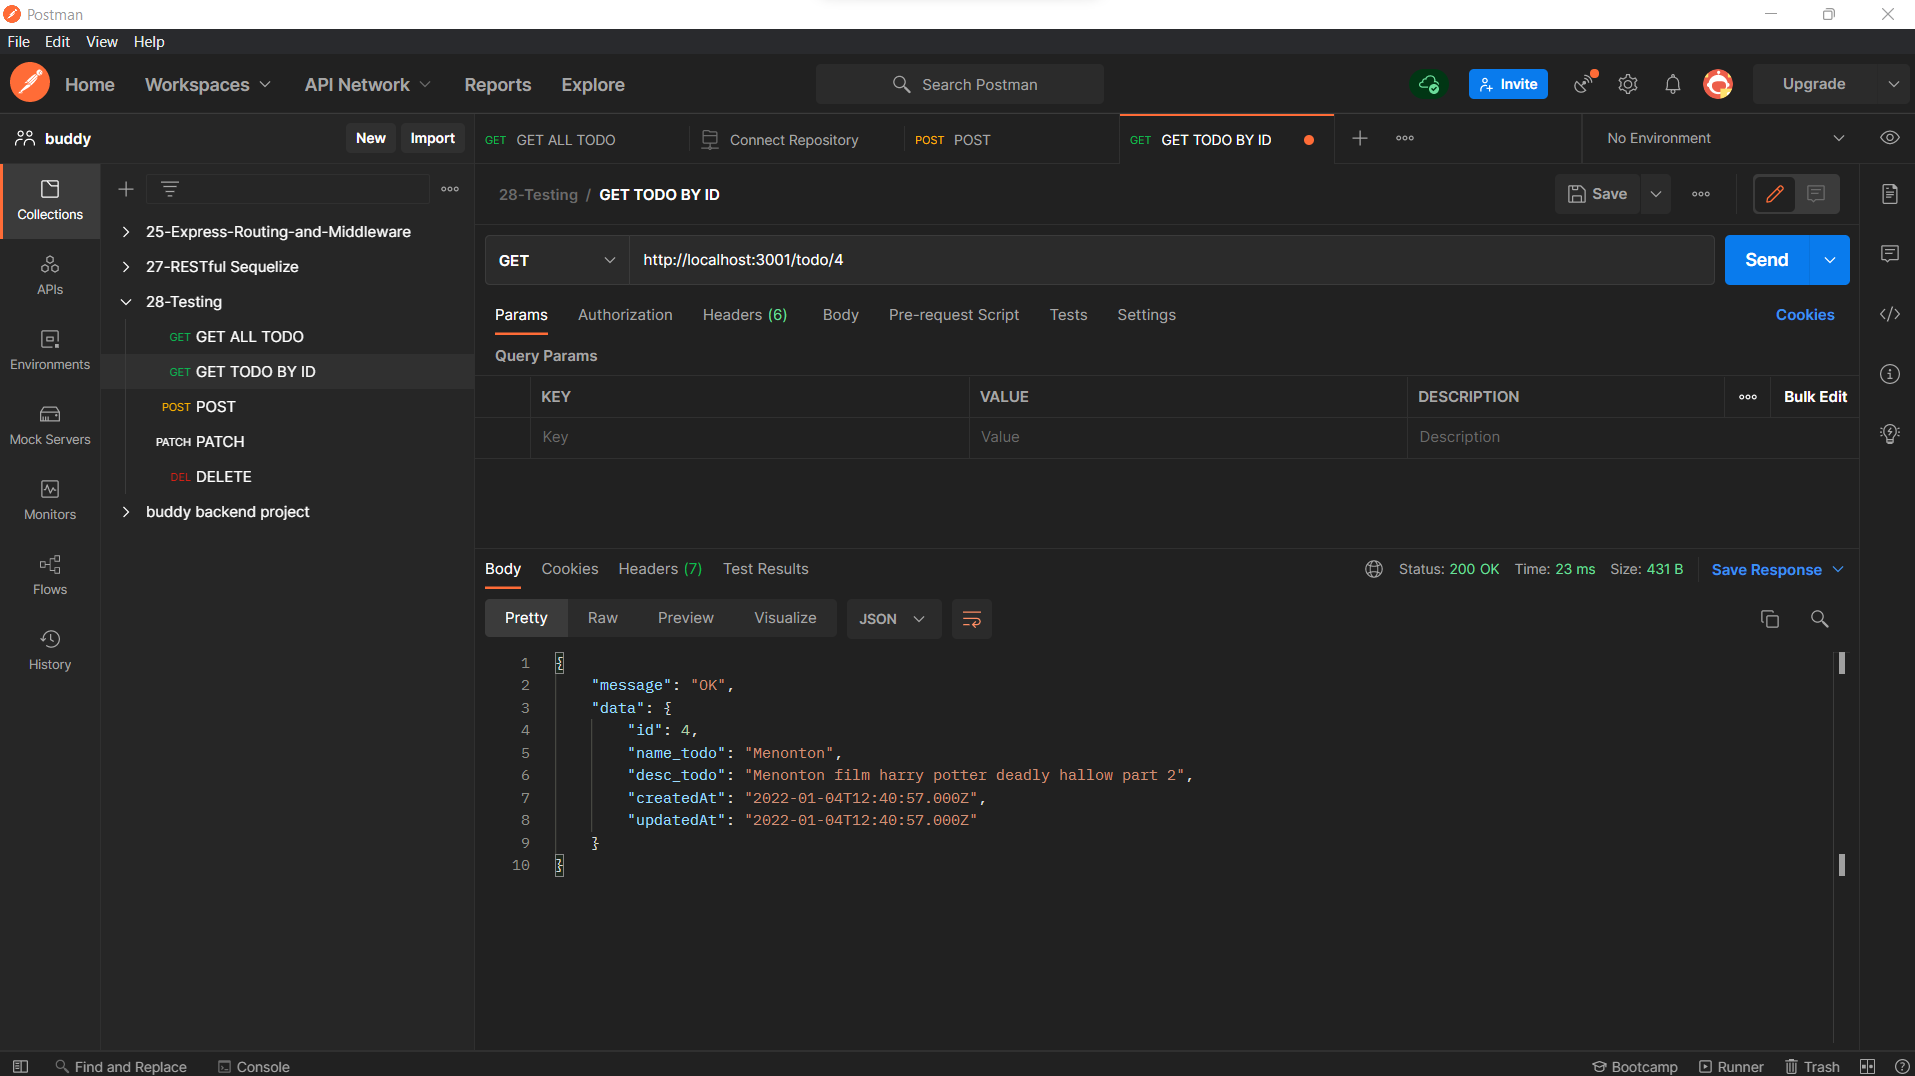 Postman
File Edit View Help
Home Workspaces API Network Reports Explore Search Postman Invite Upgrade
buddy New Import
GET GET ALL TODO Connect Repository POST POST GET GET TODO BY ID No Environment
Collections
APIs
Environments
Mock Servers
Monitors
Flows
History
25-Express-Routing-and-Middleware
27-RESTful Sequelize
28-Testing
GET GET ALL TODO
GET GET TODO BY ID
POST POST
PATCH PATCH
DEL DELETE
buddy backend project
28-Testing / GET TODO BY ID Save
GET http://localhost:3001/todo/4 Send
Params Authorization Headers (6) Body Pre-request Script Tests Settings Cookies
Query Params
KEY VALUE DESCRIPTION Bulk Edit
Key Value Description
Body Cookies Headers (7) Test Results Status: 200 OK Time: 23 ms Size: 431 B Save Response
Pretty Raw Preview Visualize JSON
1 {
2 "message": "OK",
3 "data": {
4 "id": 4,
5 "name_todo": "Menonton",
6 "desc_todo": "Menonton film harry potter deadly hallow part 2",
7 "createdAt": "2022-01-04T12:40:57.000Z",
8 "updatedAt": "2022-01-04T12:40:57.000Z"
9 }
10 }
Find and Replace Console Bootcamp Runner Trash